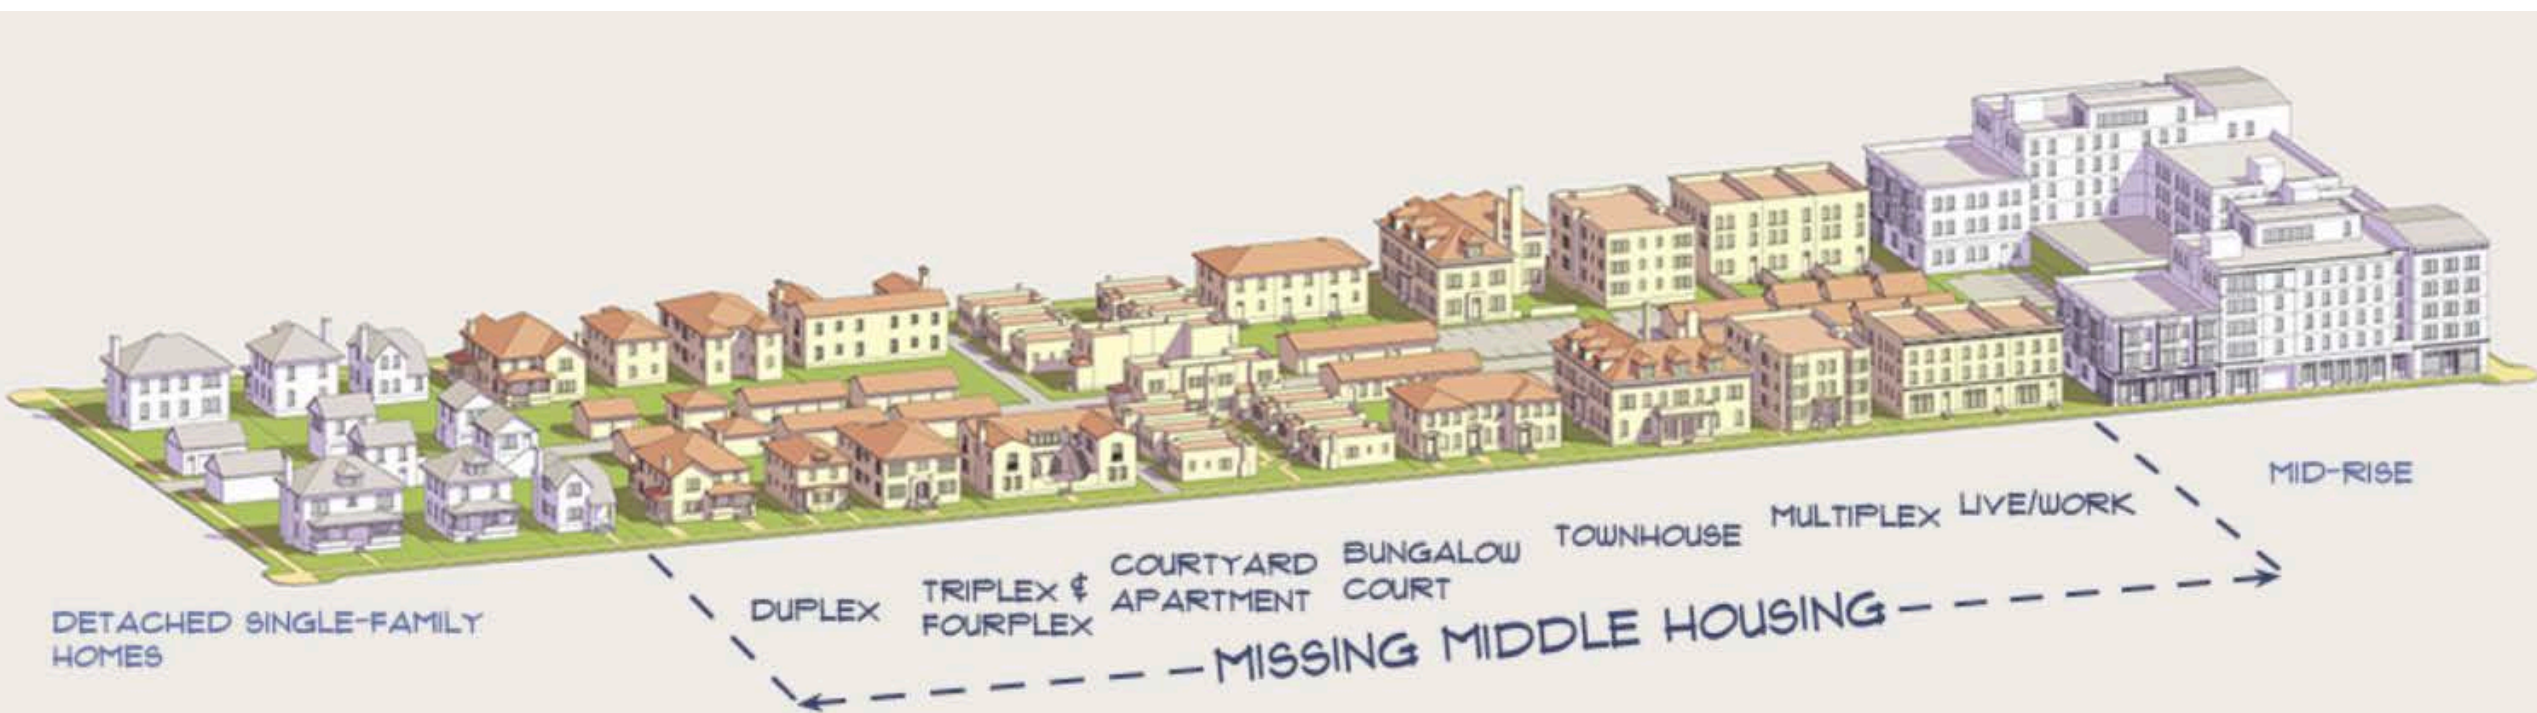 DETACHED SINGLE-FAMILY
HOMES
DUPLEX
TRIPLEX &
FOURPLEX
COURTYARD
APARTMENT
BUNGALOW
COURT
TOWNHOUSE
MULTIPLEX
LIVE/WORK
MID-RISE
MISSING MIDDLE HOUSING